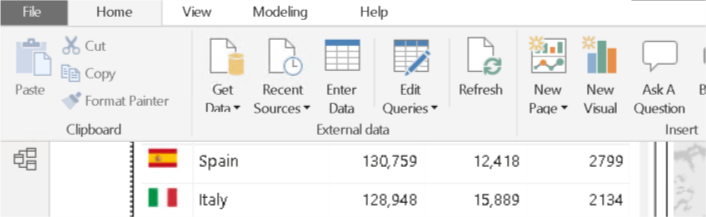 File Home View Modeling Help
Cut
Copy
Format Painter
Paste
Get Data
Recent Sources
Enter Data
Edit Queries
Refresh
New Page
New Visual
Ask A Question
Clipboard External data Insert
Spain 130,759 12,418 2799
Italy 128,948 15,889 2134